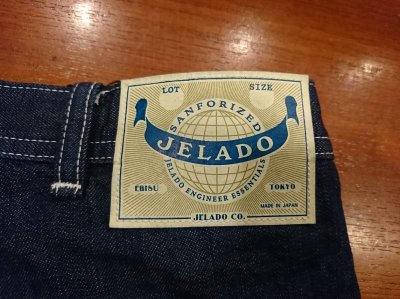 LOT SIZE
SANFORIZED
JELADO
JELADO ENGINEER ESSENTIALS
EBISU TOKYO
MADE IN JAPAN
JELADO CO.